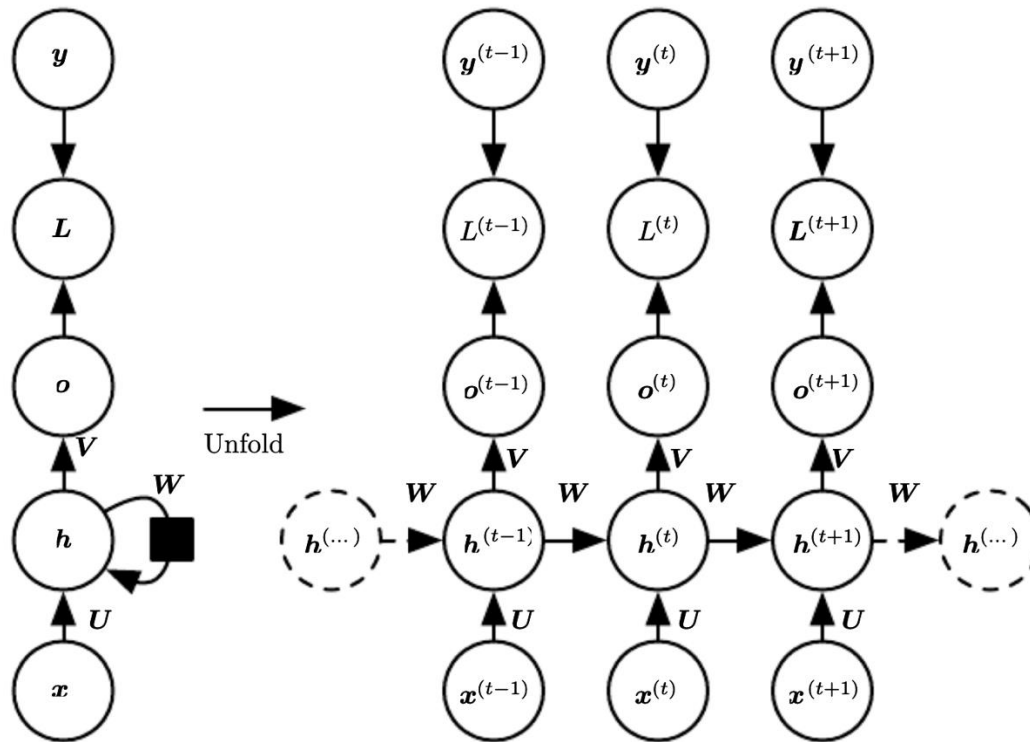 y y^{(t−1)} y^{(t)} y^{(t+1)}
L L^{(t−1)} L^{(t)} L^{(t+1)}
o o^{(t−1)} o^{(t)} o^{(t+1)}
Unfold
V V V V
W W W W W
h h^{(...)} h^{(t−1)} h^{(t)} h^{(t+1)} h^{(...)}
U U U U
x x^{(t−1)} x^{(t)} x^{(t+1)}